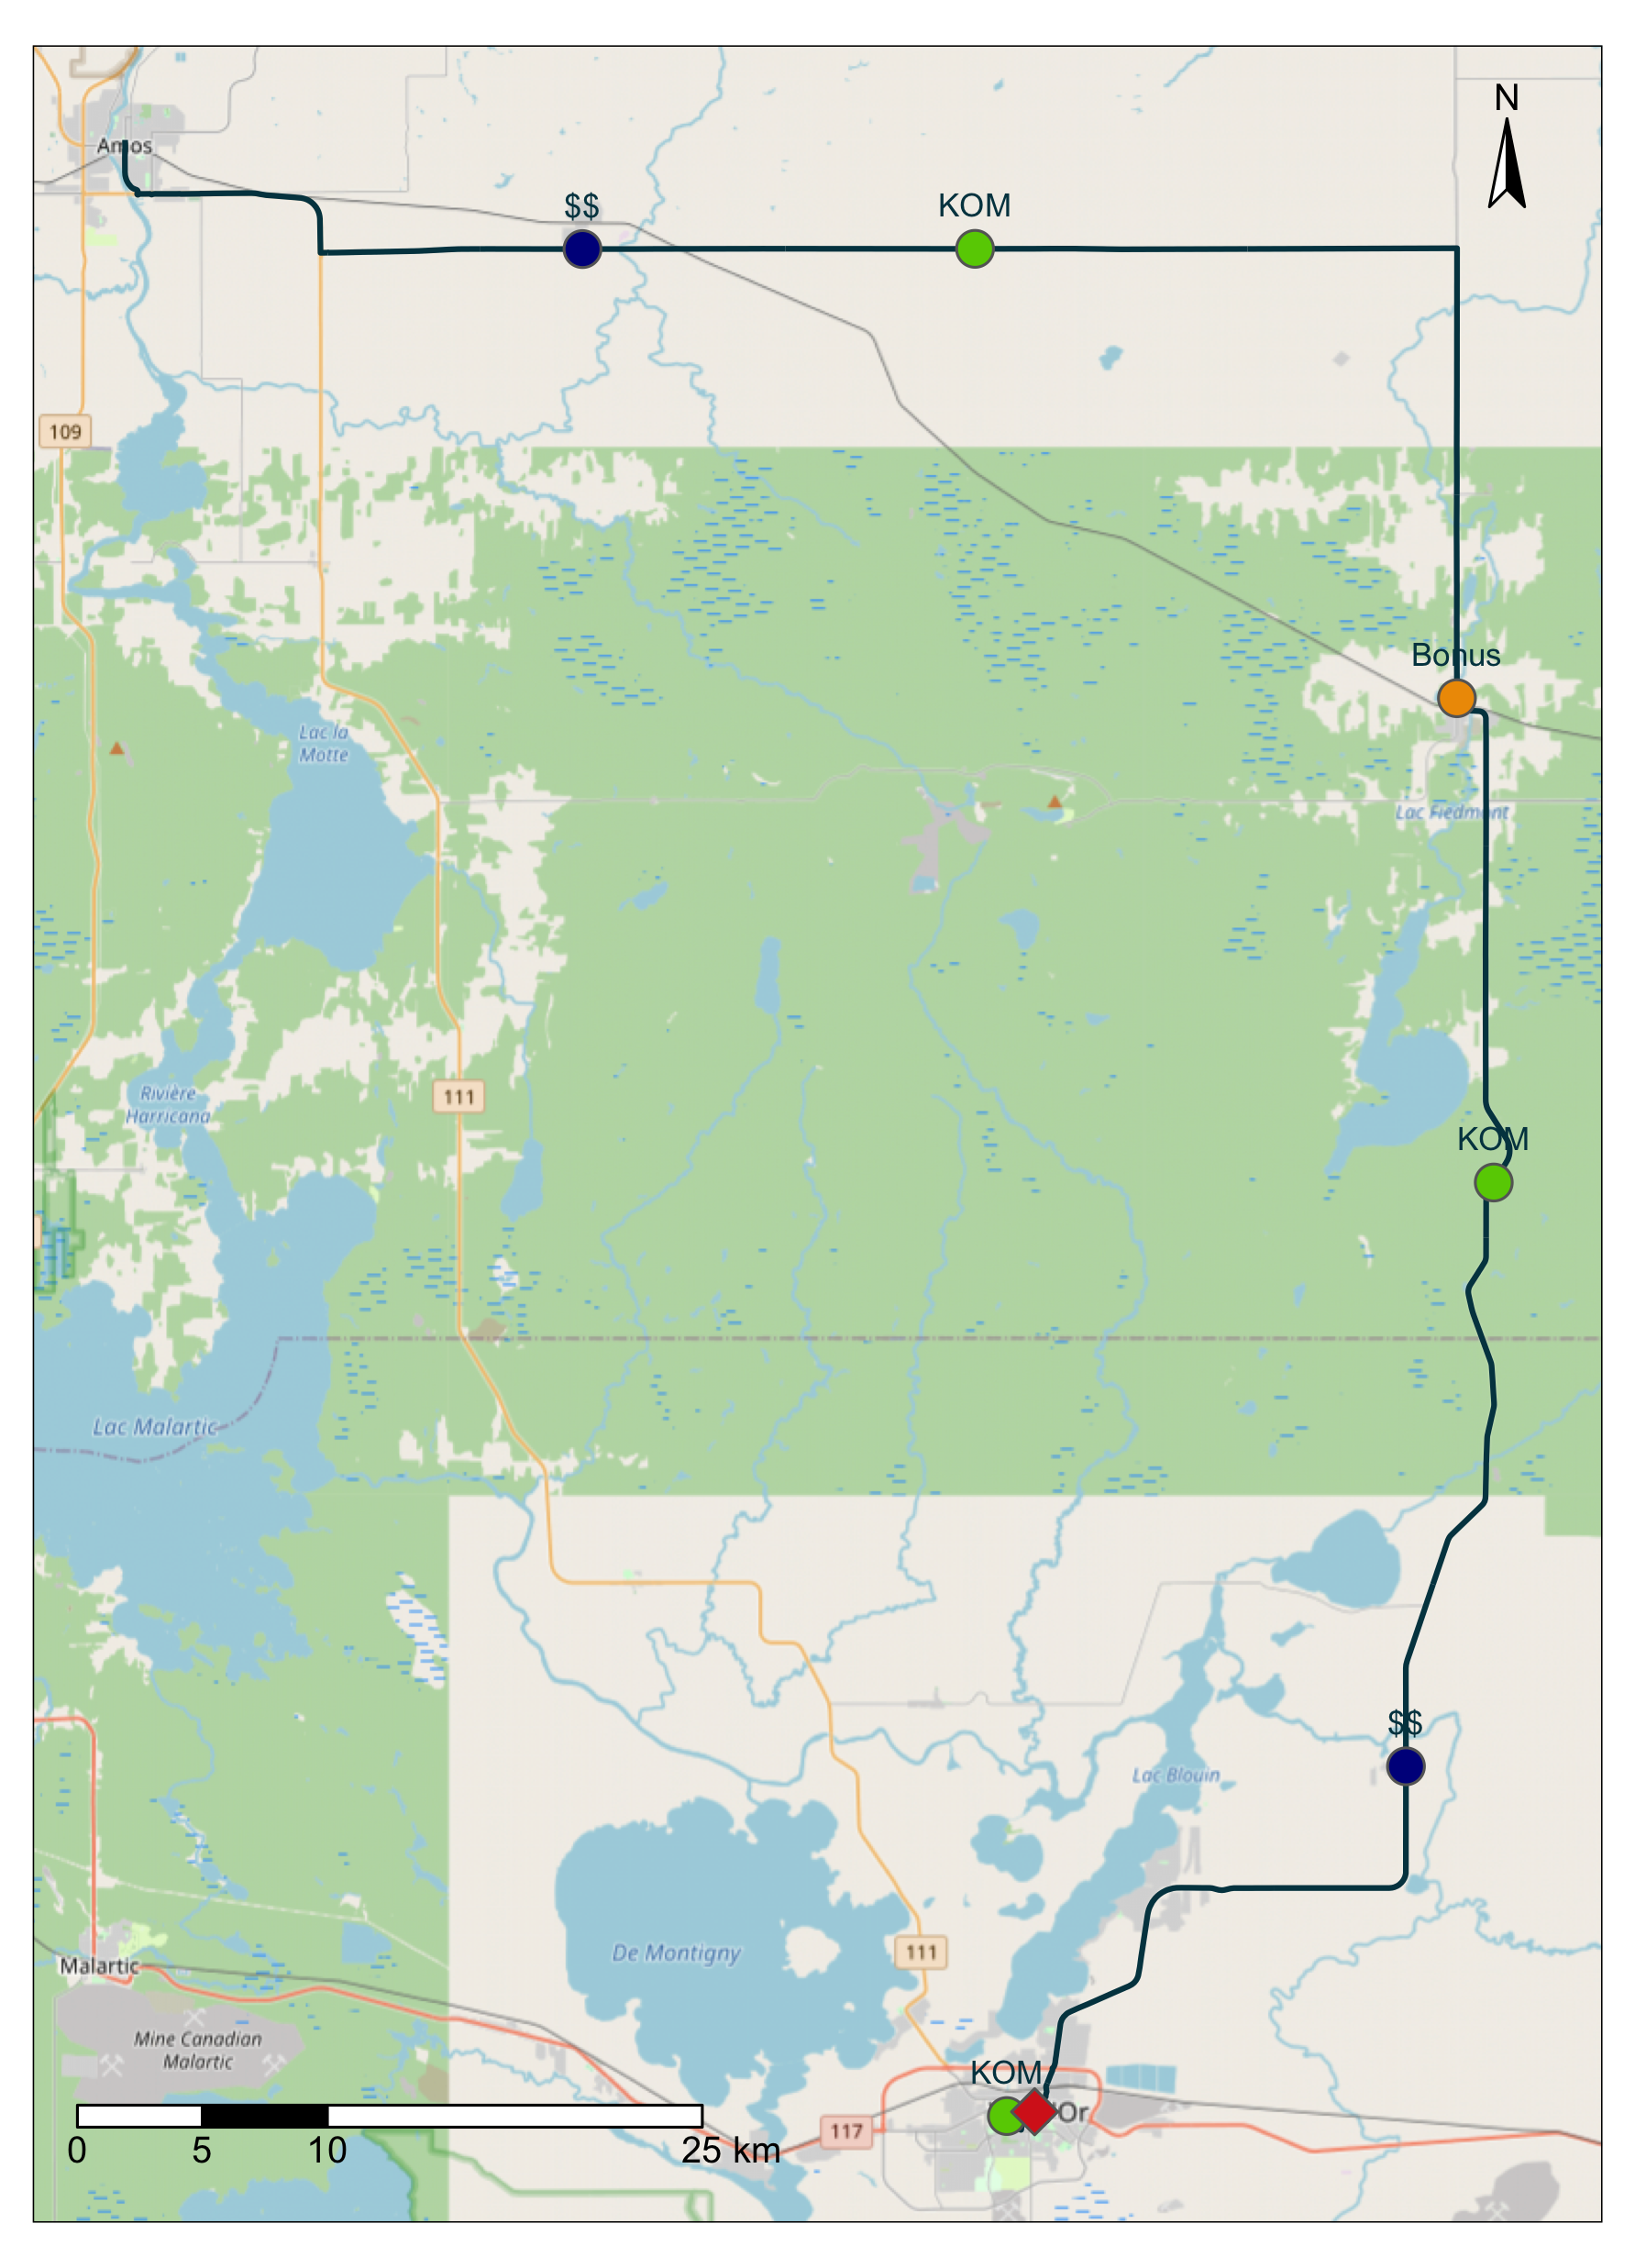 N
Amos
$$
KOM
109
Bonus
Lac la
Motte
Lac Fiedmont
111
Rivière
Harricana
KOM
Lac Malartic
$$
Lac Blouin
De Montigny
111
Malartic
Mine Canadian
Malartic
KOM
Or
117
0 5 10 25 km